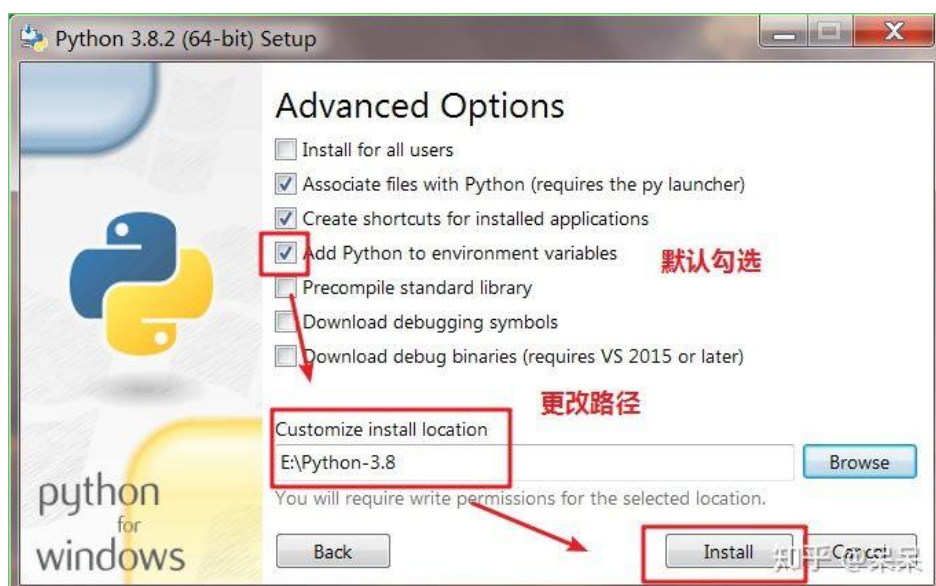 Python 3.8.2 (64-bit) Setup
Advanced Options
Install for all users
Associate files with Python (requires the py launcher)
Create shortcuts for installed applications
Add Python to environment variables
默认勾选
Precompile standard library
Download debugging symbols
Download debug binaries (requires VS 2015 or later)
更改路径
Customize install location
E:\Python-3.8
Browse
You will require write permissions for the selected location.
python
for
windows
Back
Install
Cancel
知乎 @呆呆